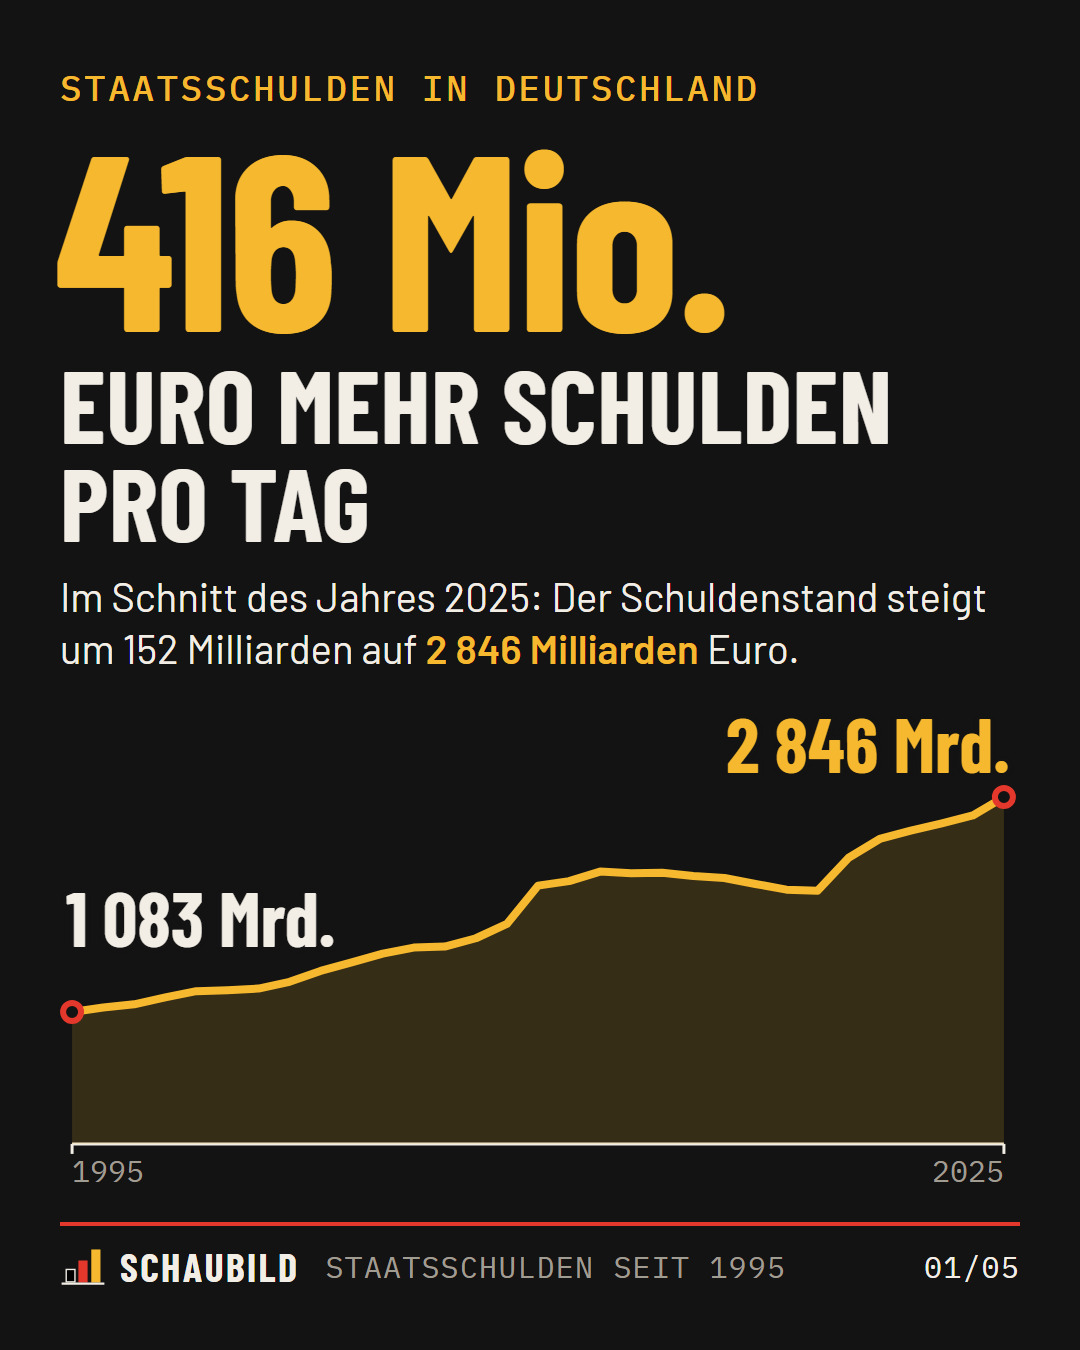 STAATSSCHULDEN IN DEUTSCHLAND
416 Mio.
EURO MEHR SCHULDEN
PRO TAG
Im Schnitt des Jahres 2025: Der Schuldenstand steigt
um 152 Milliarden auf 2 846 Milliarden Euro.
2 846 Mrd.
1 083 Mrd.
1995
2025
SCHAUBILD STAATSSCHULDEN SEIT 1995 01/05